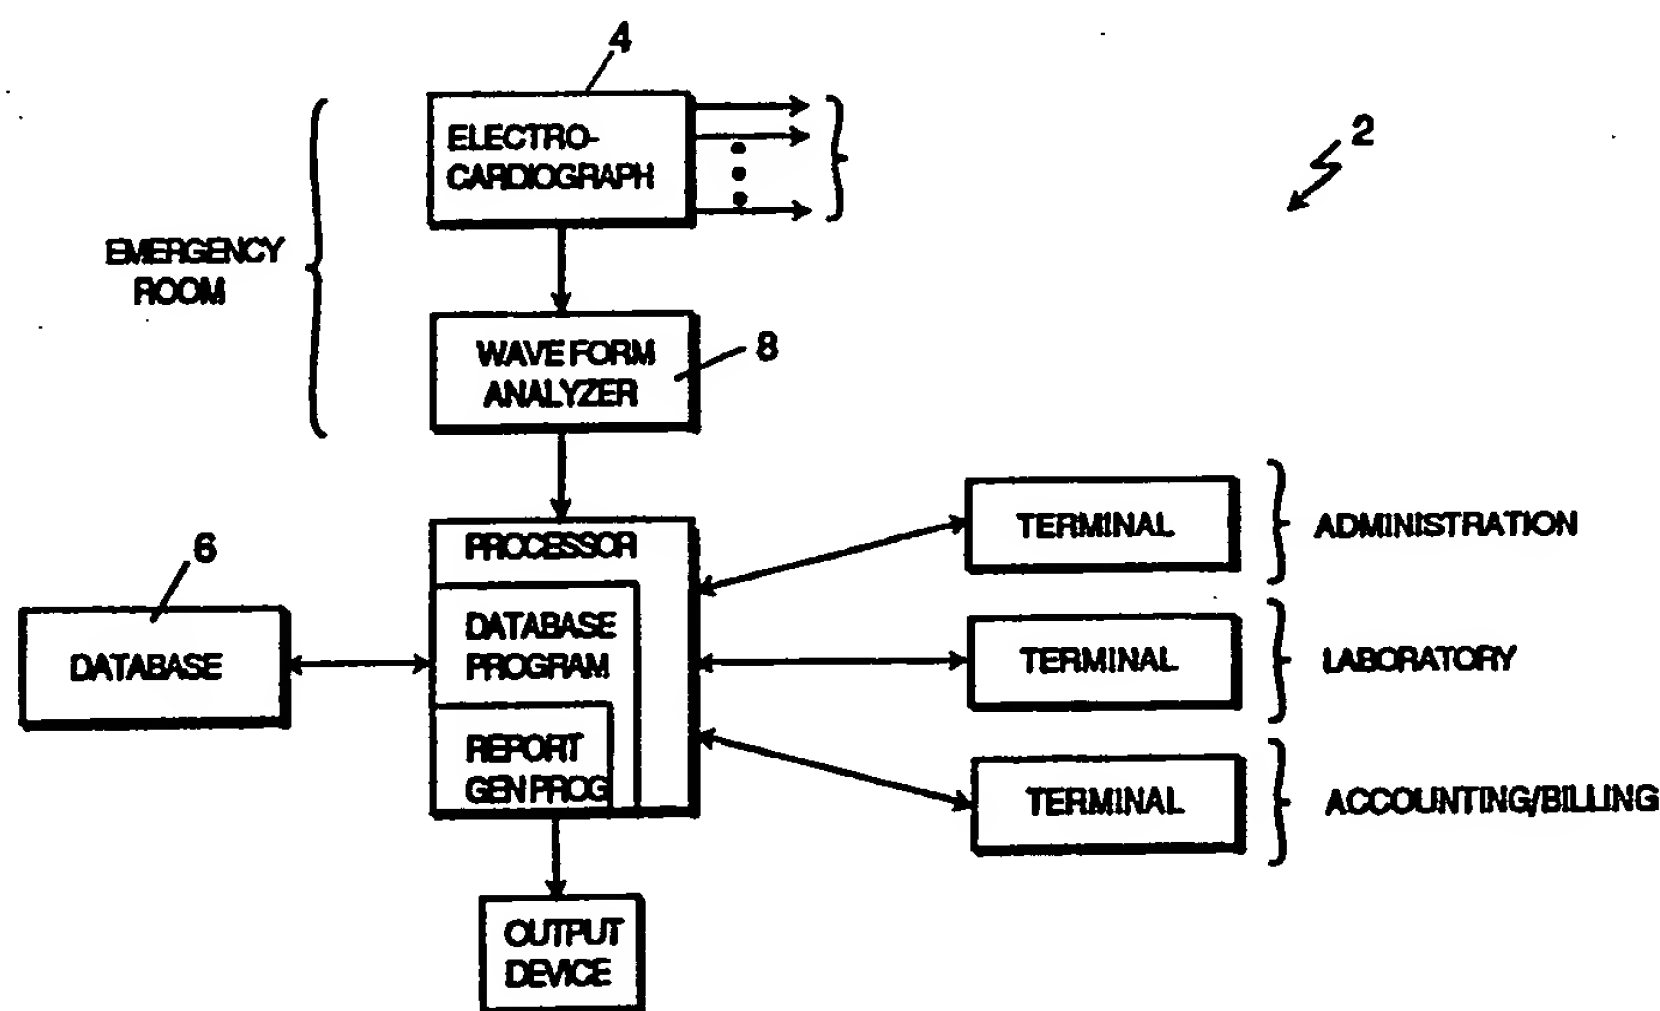 4
ELECTRO-
CARDIOGRAPH
2
EMERGENCY
ROOM
WAVE FORM
ANALYZER
8
PROCESSOR
DATABASE
PROGRAM
REPORT
GEN PROG
6
DATABASE
TERMINAL
ADMINISTRATION
TERMINAL
LABORATORY
TERMINAL
ACCOUNTING/BILLING
OUTPUT
DEVICE